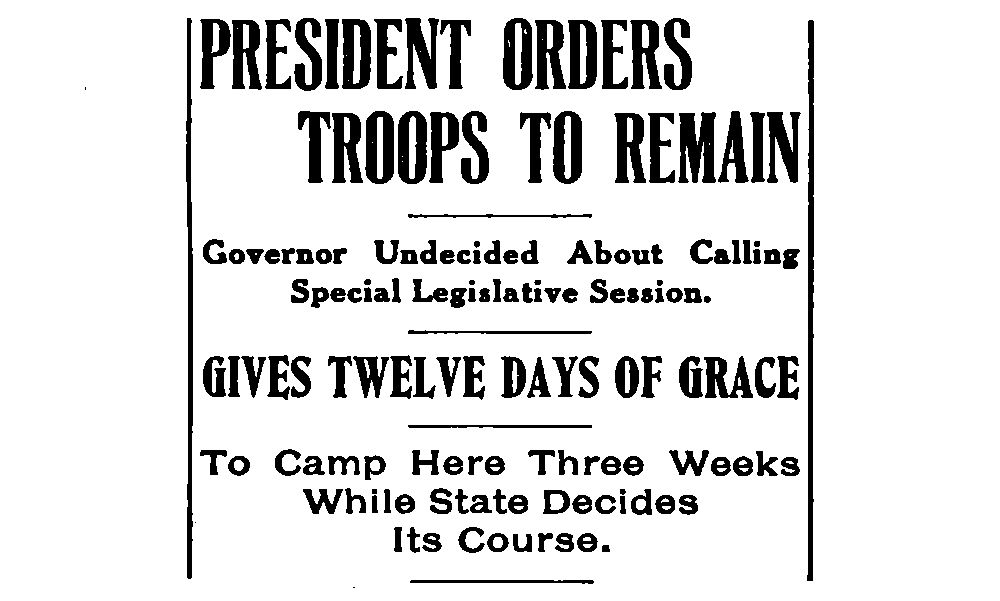 PRESIDENT ORDERS
TROOPS TO REMAIN
Governor Undecided About Calling
Special Legislative Session.
GIVES TWELVE DAYS OF GRACE
To Camp Here Three Weeks
While State Decides
Its Course.